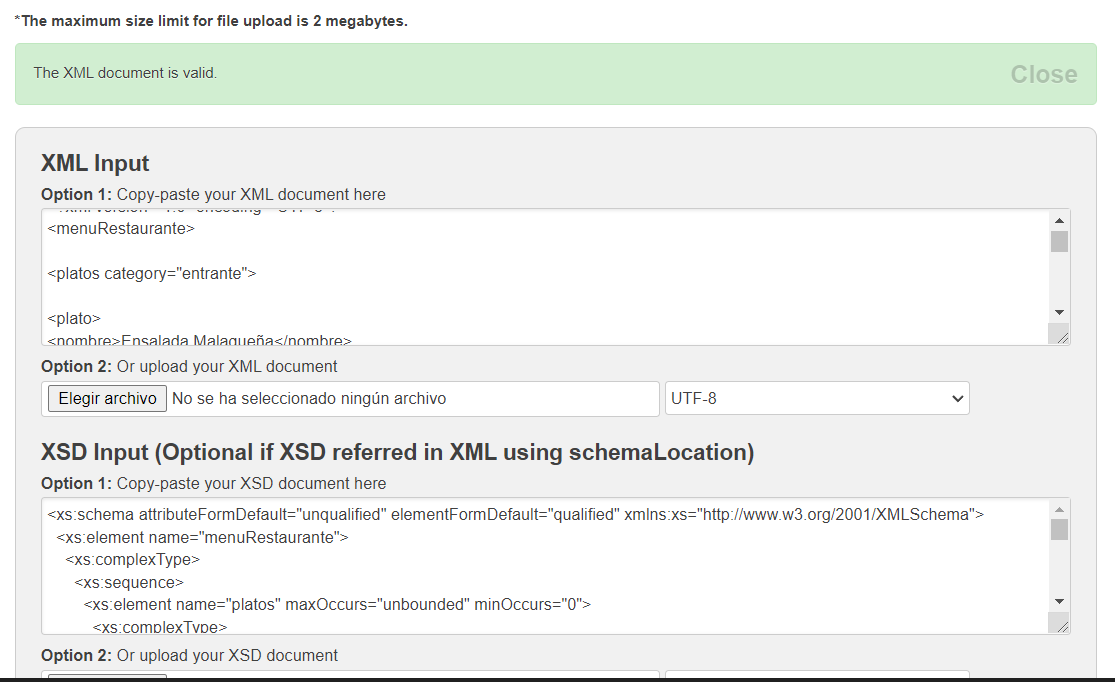 *The maximum size limit for file upload is 2 megabytes.
The XML document is valid.
Close
XML Input
Option 1: Copy-paste your XML document here
<menuRestaurante>
<platos category="entrante">
<plato>
<nombre>Ensalada Malagueña</nombre>
Option 2: Or upload your XML document
Elegir archivo No se ha seleccionado ningún archivo
UTF-8
XSD Input (Optional if XSD referred in XML using schemaLocation)
Option 1: Copy-paste your XSD document here
<xs:schema attributeFormDefault="unqualified" elementFormDefault="qualified" xmlns:xs="http://www.w3.org/2001/XMLSchema">
<xs:element name="menuRestaurante">
<xs:complexType>
<xs:sequence>
<xs:element name="platos" maxOccurs="unbounded" minOccurs="0">
<xs:complexType>
Option 2: Or upload your XSD document